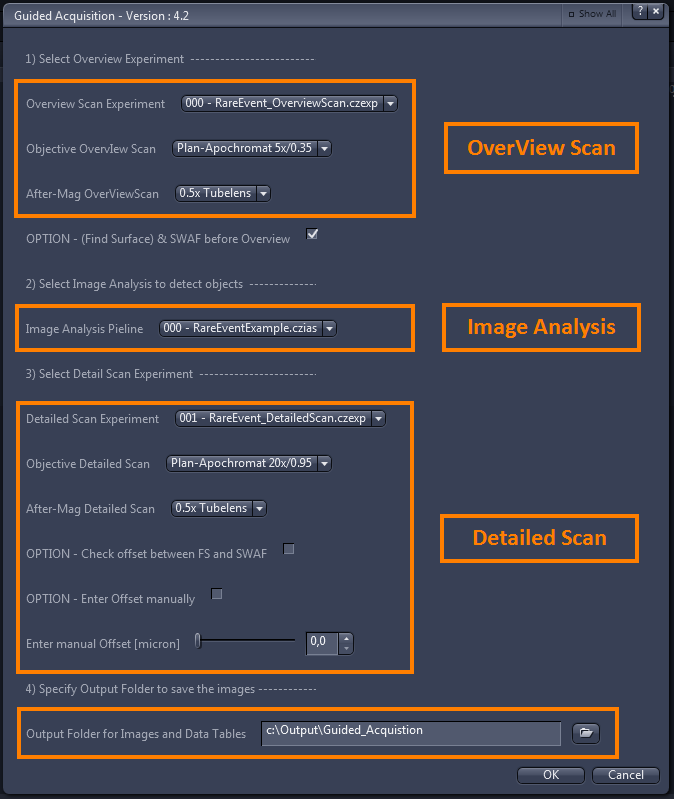 Guided Acquisition - Version : 4.2
Show All
? ×
1) Select Overview Experiment -------------------------
Overview Scan Experiment 000 - RareEvent_OverviewScan.czexp
Objective OvervIew Scan Plan-Apochromat 5x/0.35
OverView Scan
After-Mag OverViewScan 0.5x Tubelens
OPTION - (Find Surface) & SWAF before Overview
2) Select Image Analysis to detect objects -------------
Image Analysis Pieline 000 - RareEventExample.czias
Image Analysis
3) Select Detail Scan Experiment -----------------------
Detailed Scan Experiment 001 - RareEvent_DetailedScan.czexp
Objective Detailed Scan Plan-Apochromat 20x/0.95
After-Mag Detailed Scan 0.5x Tubelens
Detailed Scan
OPTION - Check offset between FS and SWAF
OPTION - Enter Offset manually
Enter manual Offset [micron] 0,0
4) Specify Output Folder to save the images ------------
Output Folder for Images and Data Tables c:\Output\Guided_Acquistion
OK Cancel